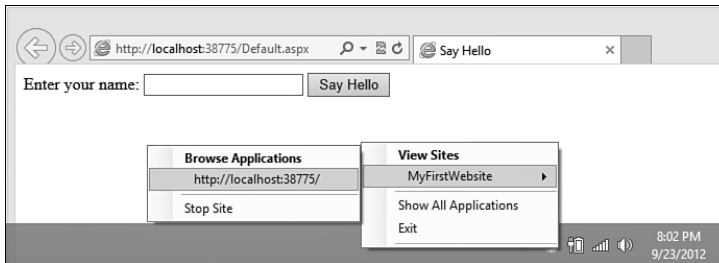 http://localhost:38775/Default.aspx
Say Hello
Enter your name:
Say Hello
Browse Applications
http://localhost:38775/
Stop Site
View Sites
MyFirstWebsite
Show All Applications
Exit
8:02 PM
9/23/2012